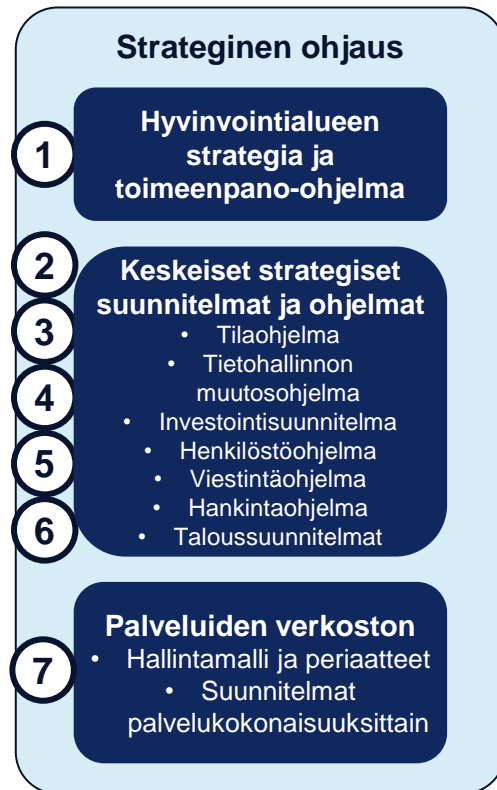 Strateginen ohjaus
1
Hyvinvointialueen
strategia ja
toimeenpano-ohjelma
2
3
4
5
6
Keskeiset strategiset
suunnitelmat ja ohjelmat
• Tilaohjelma
• Tietohallinnon
muutosohjelma
• Investointisuunnitelma
• Henkilöstöohjelma
• Viestintäohjelma
• Hankintaohjelma
• Taloussuunnitelmat
7
Palveluiden verkoston
• Hallintamalli ja periaatteet
• Suunnitelmat
palvelukokonaisuuksittain